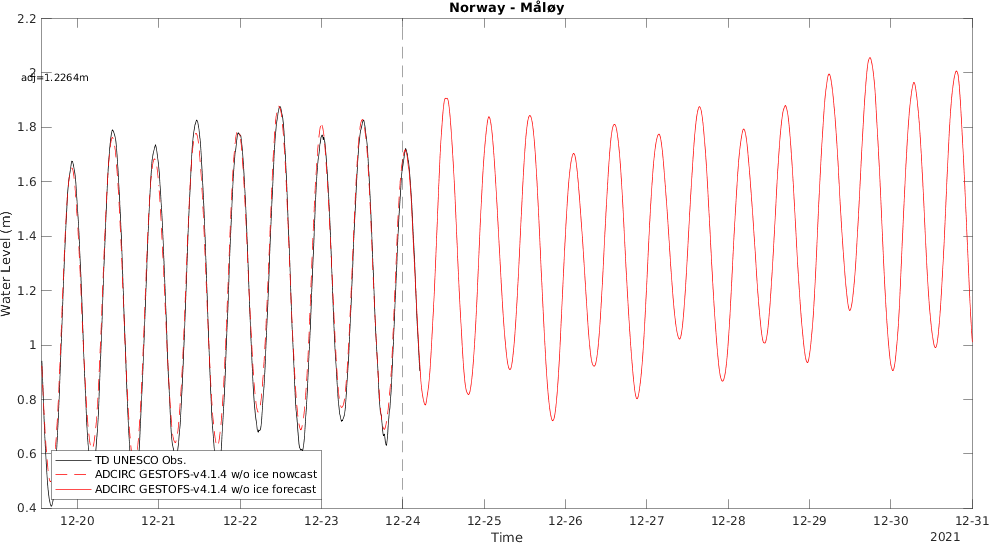 Norway - Måløy
2.2
2
adj=1.2264m
1.8
1.6
1.4
1.2
1
0.8
0.6
0.4
Water Level (m)
TD UNESCO Obs.
ADCIRC GESTOFS-v4.1.4 w/o ice nowcast
ADCIRC GESTOFS-v4.1.4 w/o ice forecast
12-20 12-21 12-22 12-23 12-24 12-25 12-26 12-27 12-28 12-29 12-30 12-31
Time
2021